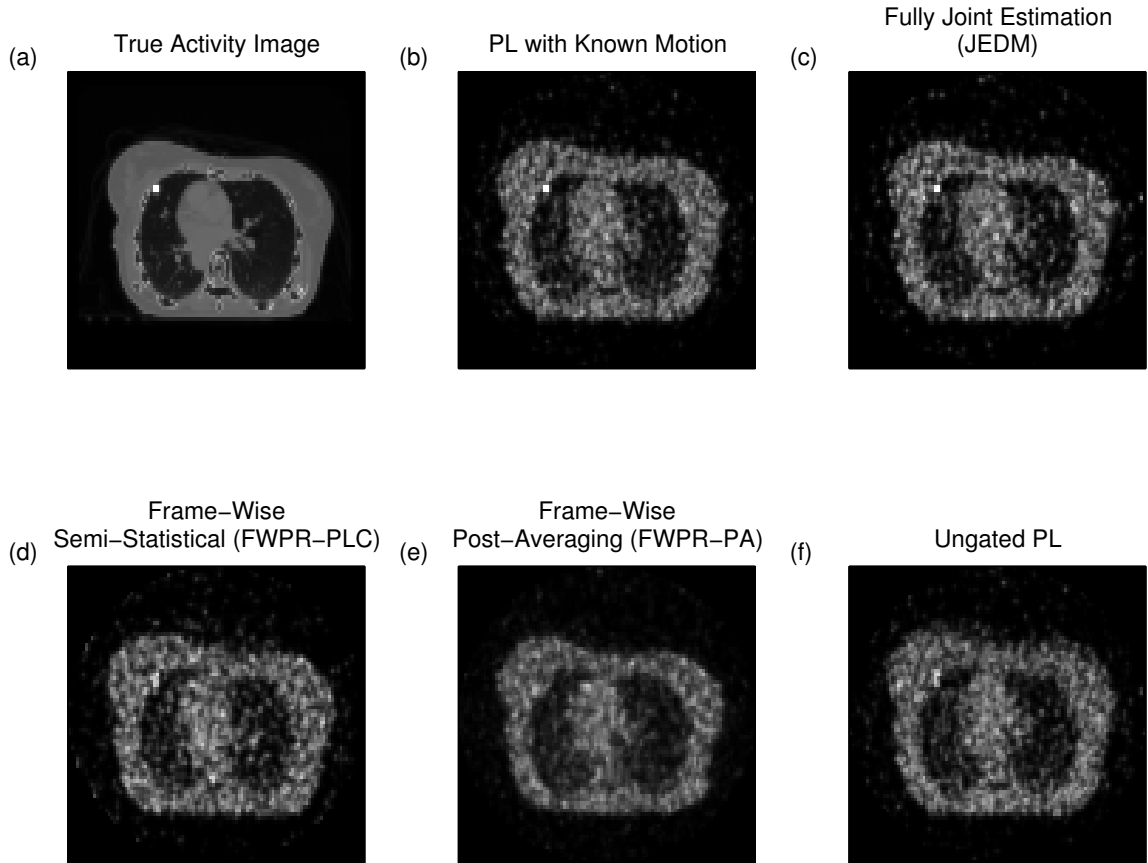 (a)
True Activity Image
(b)
PL with Known Motion
(c)
Fully Joint Estimation
(JEDM)
(d)
Frame−Wise
Semi−Statistical (FWPR−PLC)
(e)
Frame−Wise
Post−Averaging (FWPR−PA)
(f)
Ungated PL